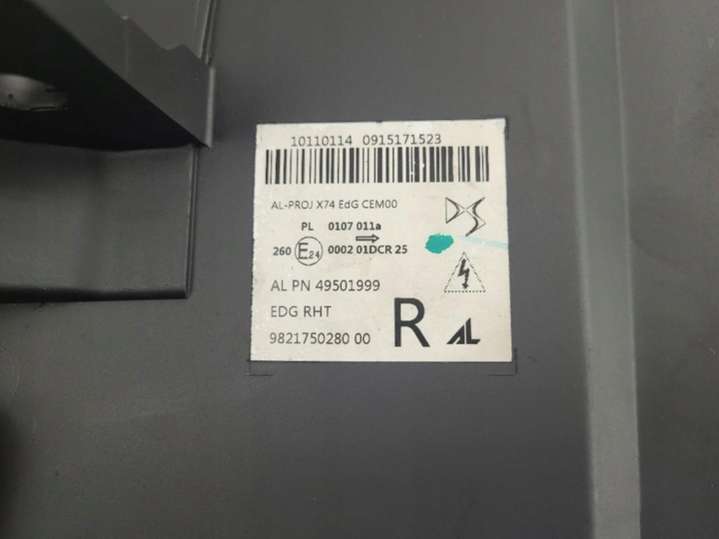 10110114 0915171523
AL-PROJ X74 EdG CEM00
DS
PL 0107 011a
260 E24 0002 01DCR 25
AL PN 49501999
EDG RHT
9821750280 00
R AL